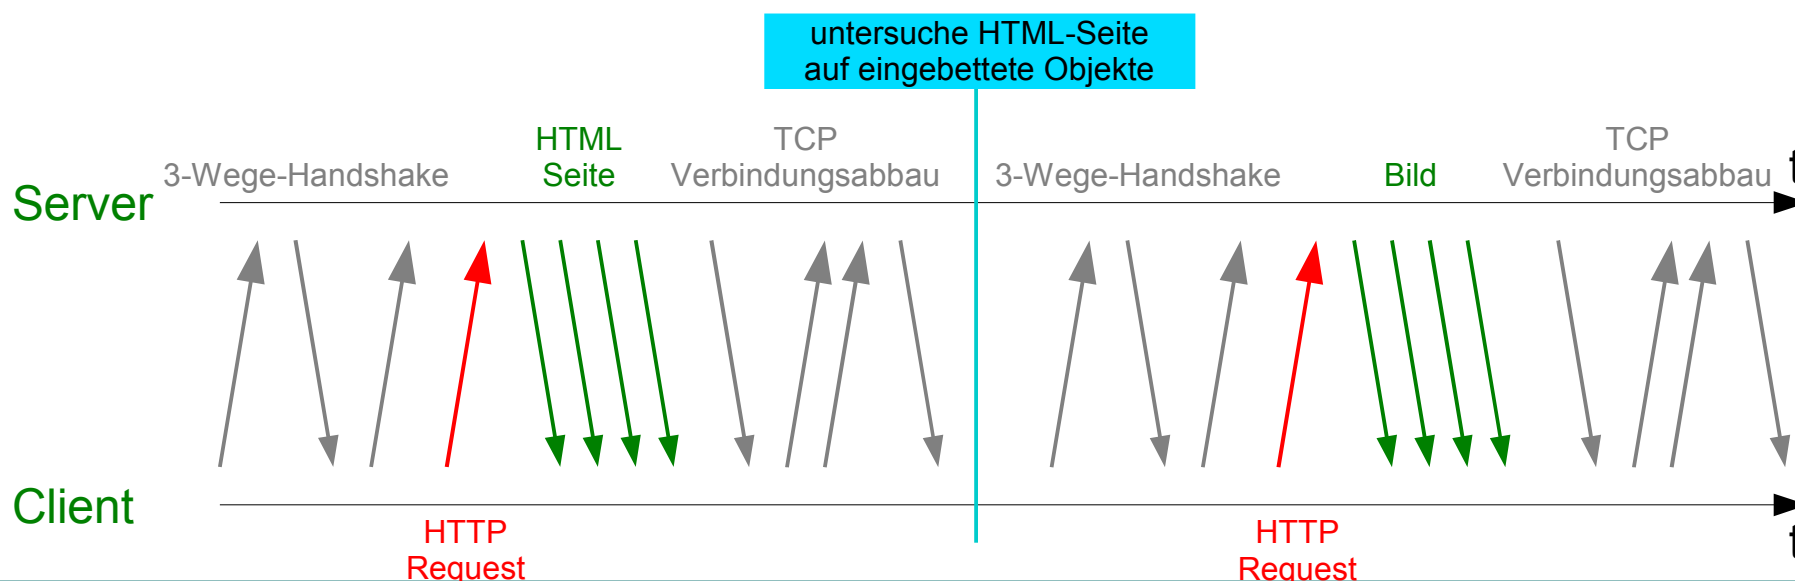 untersuche HTML-Seite
auf eingebettete Objekte
HTML
Seite
TCP
Verbindungsabbau
TCP
Verbindungsabbau
3-Wege-Handshake
3-Wege-Handshake
Bild
t
Server
Client
t
HTTP
Request
HTTP
Request